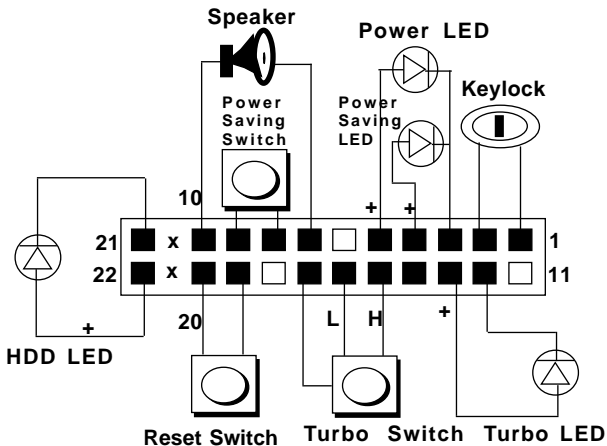 Speaker
Power LED
Power
Saving
Switch
Power
Saving
LED
Keylock
10
+ +
21 x 1
22 x 11
20 L H +
+
HDD LED
Reset Switch Turbo Switch Turbo LED